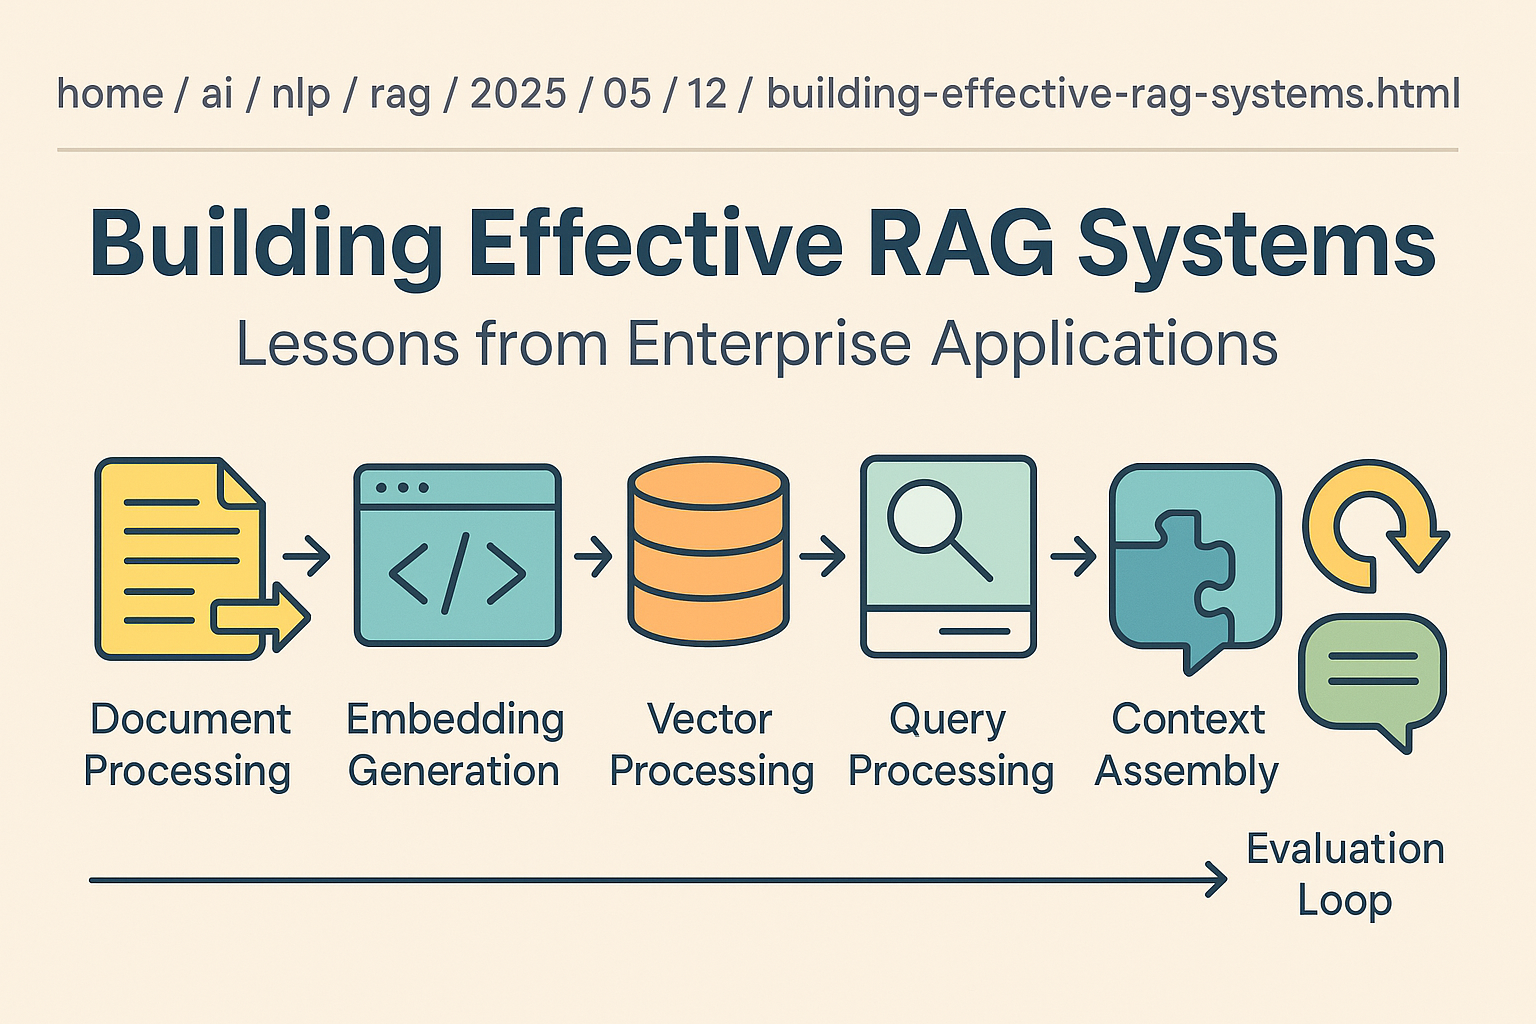 home / ai / nlp / rag / 2025 / 05 / 12 / building-effective-rag-systems.html
Building Effective RAG Systems
Lessons from Enterprise Applications
</>
Document
Processing
Embedding
Generation
Vector
Processing
Query
Processing
Context
Assembly
Evaluation
Loop